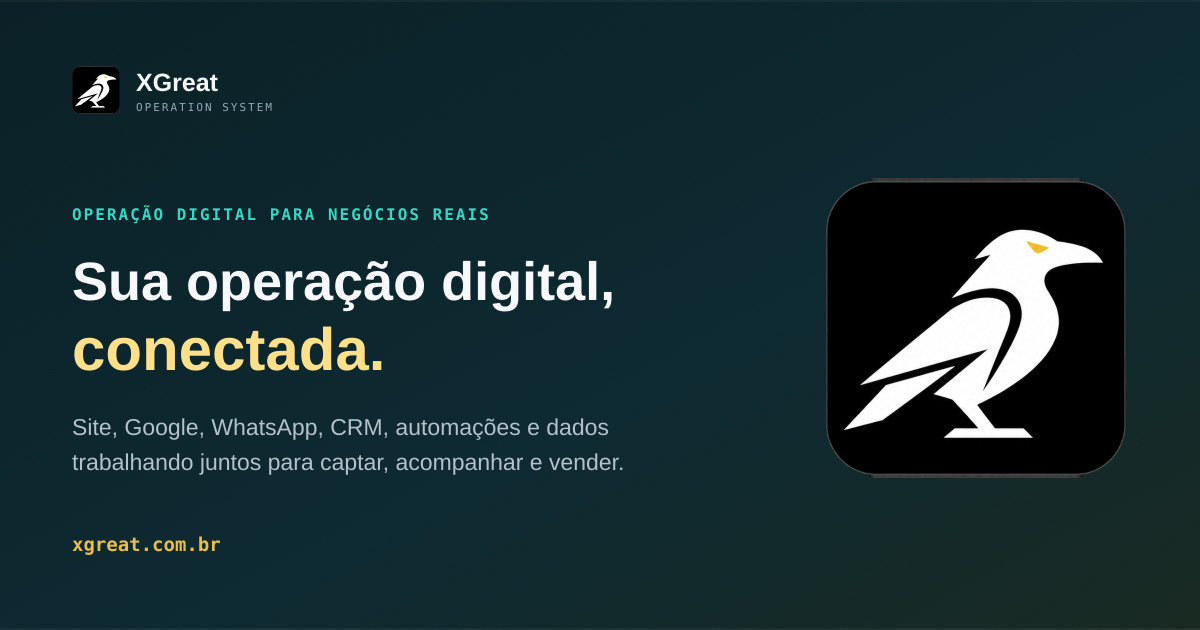 XGreat
OPERATION SYSTEM
OPERAÇÃO DIGITAL PARA NEGÓCIOS REAIS
Sua operação digital,
conectada.
Site, Google, WhatsApp, CRM, automações e dados
trabalhando juntos para captar, acompanhar e vender.
xgreat.com.br